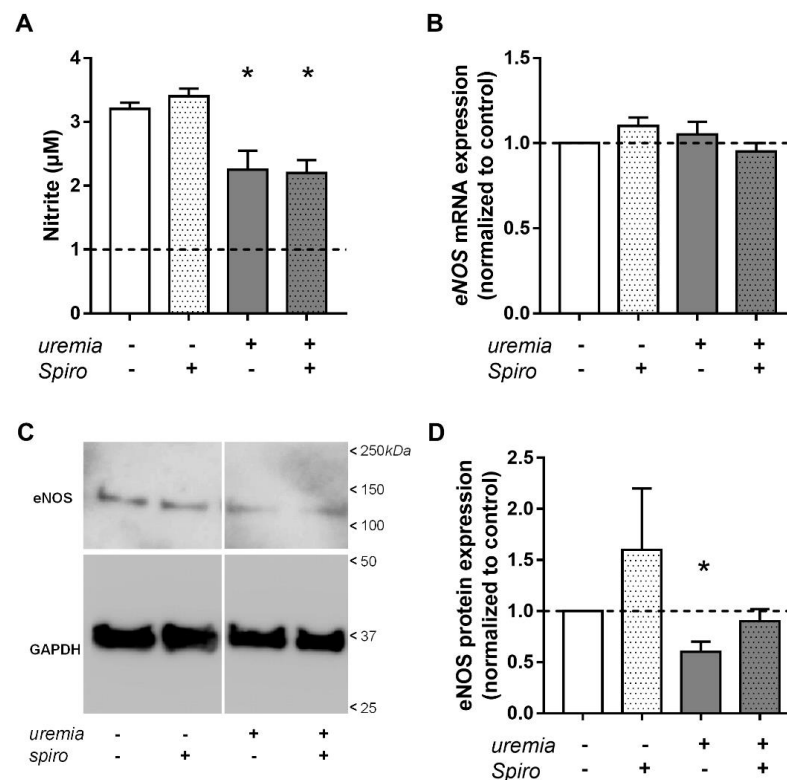 A
Nitrite (µM)
4
3
2
1
0
* *
uremia - - + +
Spiro - + - +
B
eNOS mRNA expression
(normalized to control)
1.5
1.0
0.5
0.0
uremia - - + +
Spiro - + - +
C
eNOS
GAPDH
< 250kDa
< 150
< 100
< 50
< 37
< 25
uremia - - + +
spiro - + - +
D
eNOS protein expression
(normalized to control)
2.5
2.0
1.5
1.0
0.5
0.0
*
uremia - - + +
Spiro - + - +